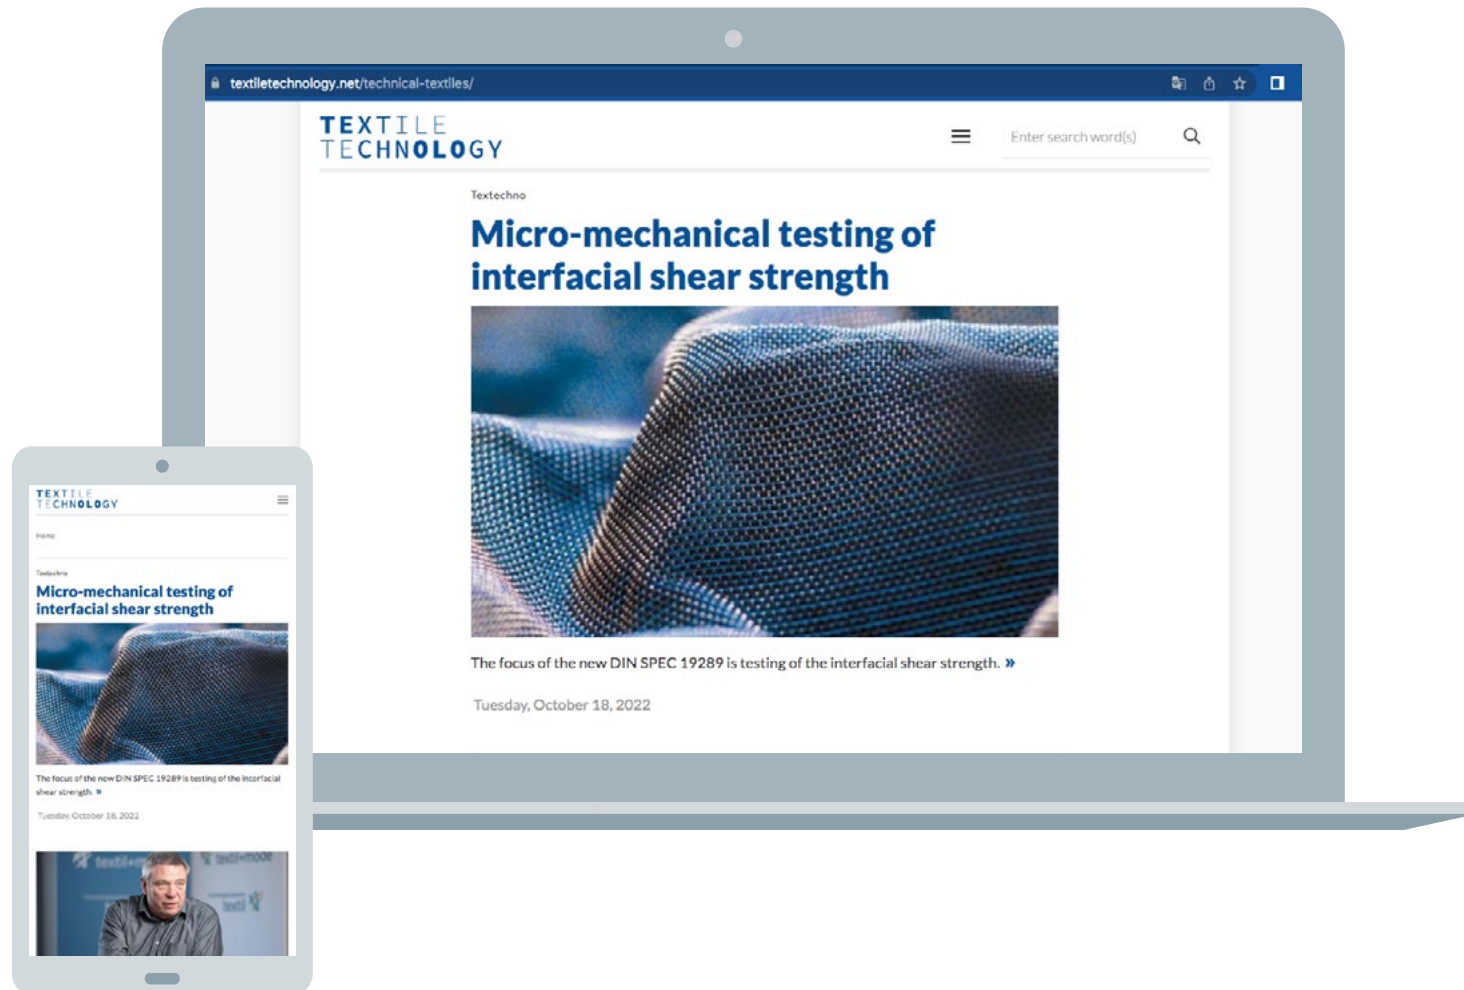 textiletechnology.net/technical-textiles/
TEXTILE
TECHNOLOGY
Enter search word(s)
Textechno
Micro-mechanical testing of
interfacial shear strength
The focus of the new DIN SPEC 19289 is testing of the interfacial shear strength. »
Tuesday, October 18, 2022
TEXTILE
TECHNOLOGY
Home
Textechno
Micro-mechanical testing of
interfacial shear strength
The focus of the new DIN SPEC 19289 is testing of the interfacial
shear strength. »
Tuesday, October 18, 2022
textil+mode
textil